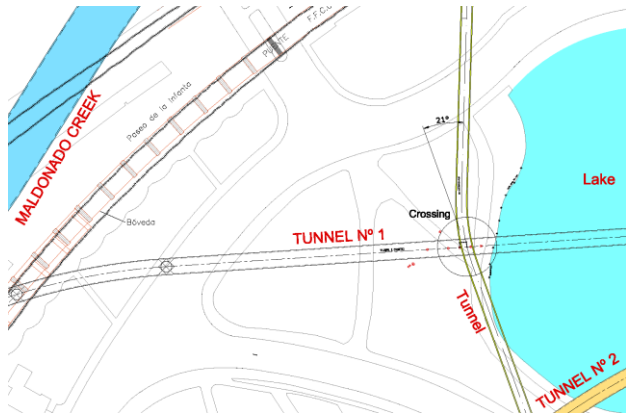 PUENTE
F.F.C.C.
Paseo de la Infanta
MALDONADO CREEK
21°
Lake
Bóveda
Crossing
TUNNEL Nº 1
Tunnel
TUNNEL Nº 2